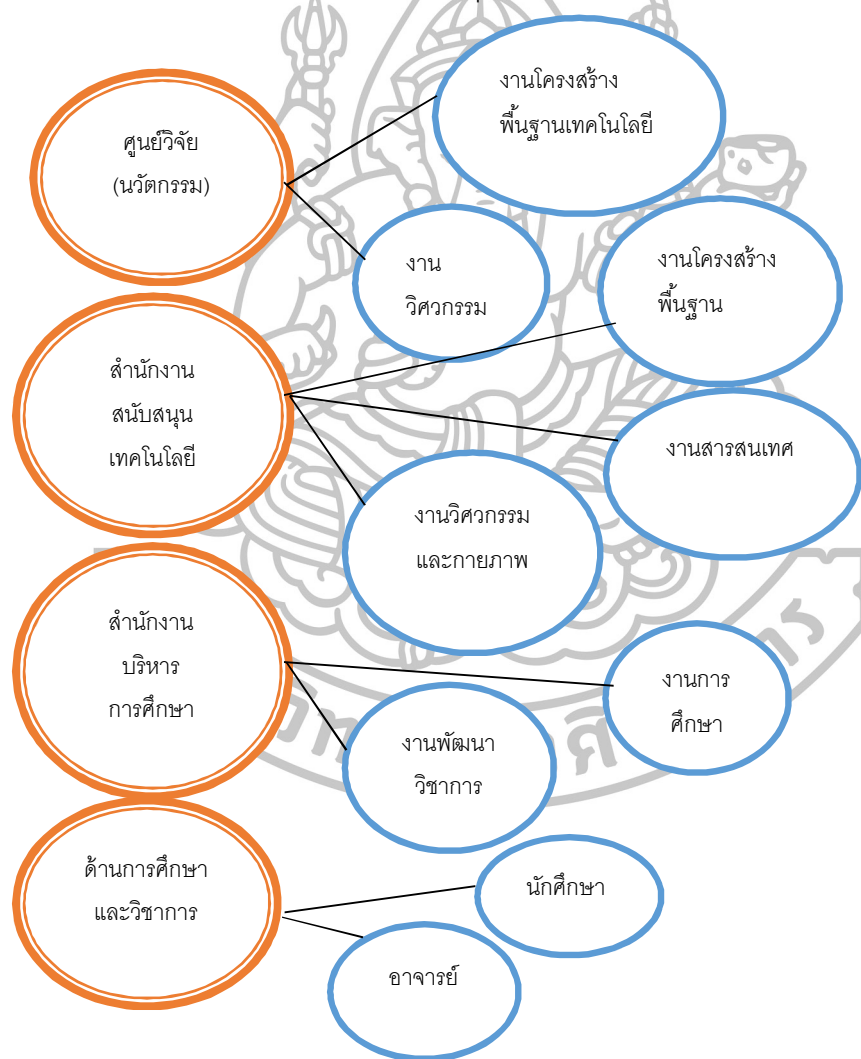 งานโครงสร้าง
พื้นฐานเทคโนโลยี
ศูนย์วิจัย
(นวัตกรรม)
งาน
วิศวกรรม
งานโครงสร้าง
พื้นฐาน
สำนักงาน
สนับสนุน
เทคโนโลยี
งานสารสนเทศ
งานวิศวกรรม
และกายภาพ
สำนักงาน
บริหาร
การศึกษา
งานการ
ศึกษา
งานพัฒนา
วิชาการ
ด้านการศึกษา
และวิชาการ
นักศึกษา
อาจารย์